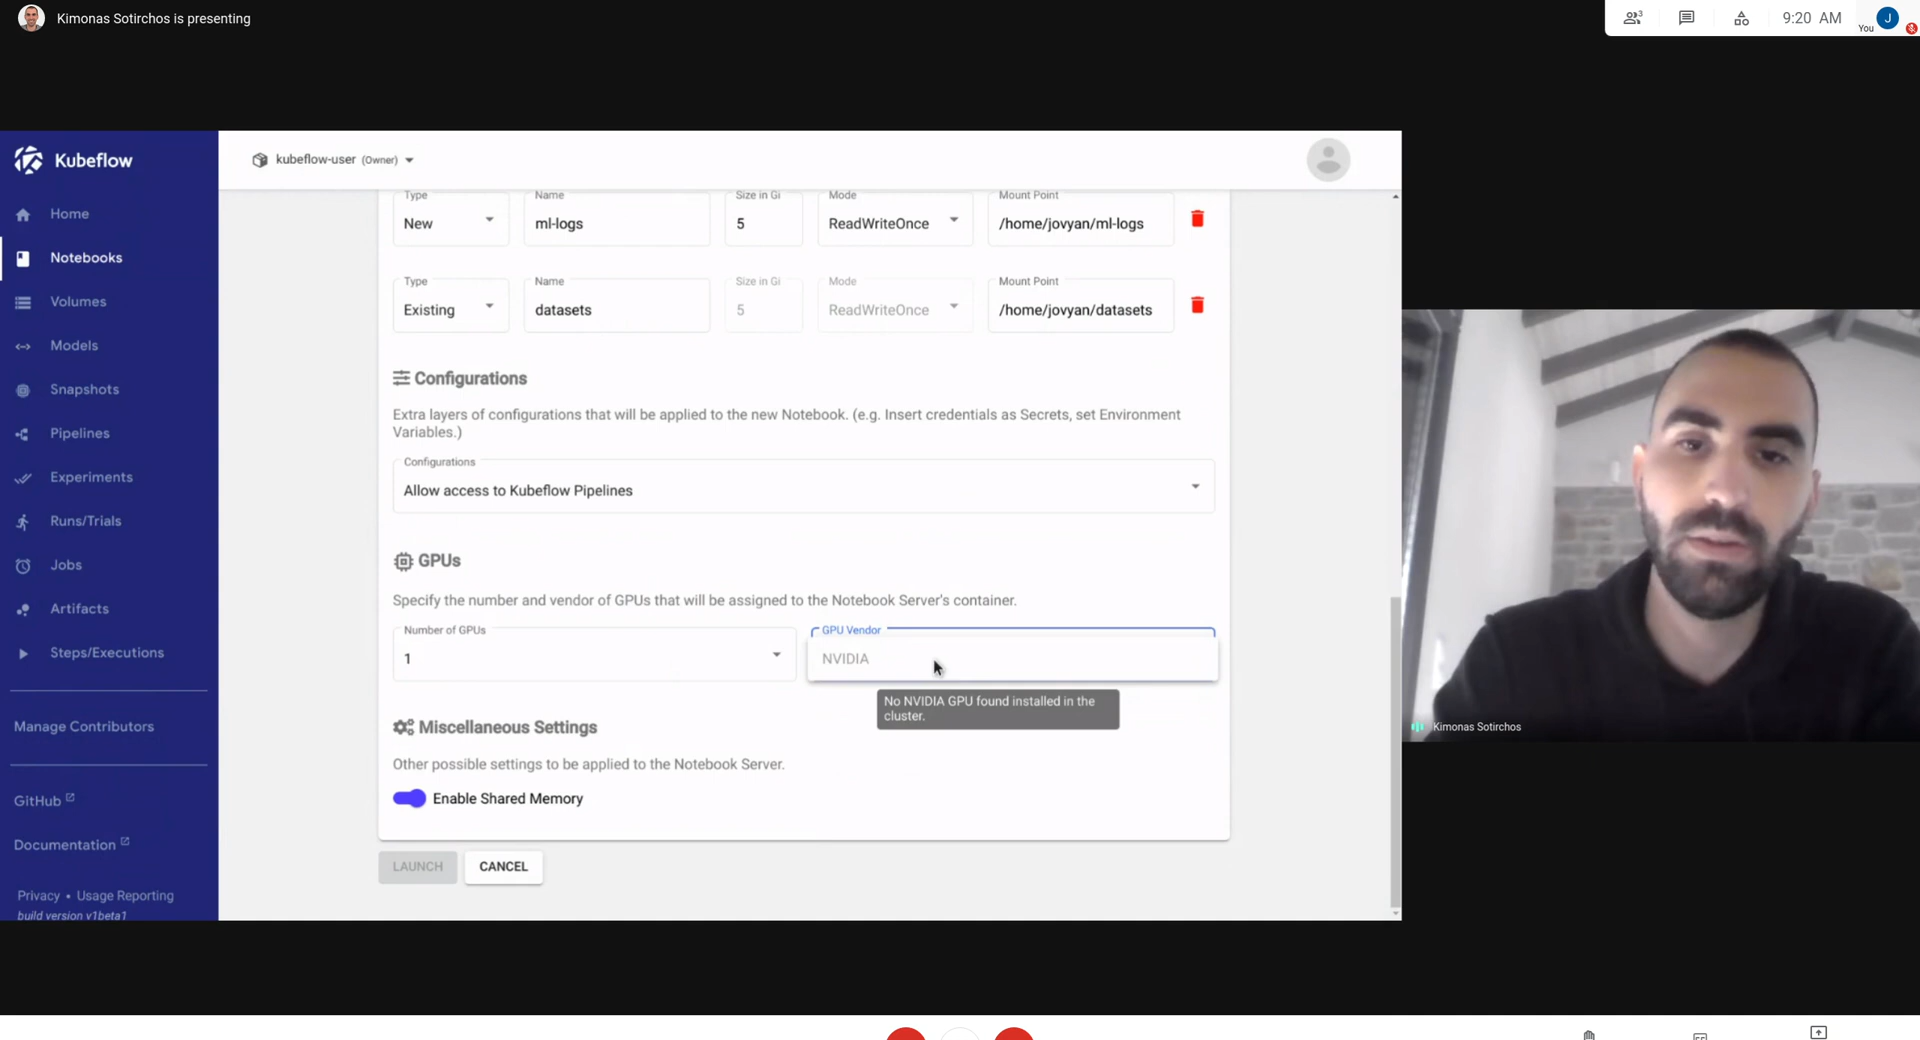 Kimonas Sotirchos is presenting
3
9:20 AM
You
J
Kubeflow
kubeflow-user (Owner)
Home
Notebooks
Volumes
Models
Snapshots
Pipelines
Experiments
Runs/Trials
Jobs
Artifacts
Steps/Executions
Manage Contributors
GitHub
Documentation
Privacy • Usage Reporting
build version v1beta1
Type Name Size in Gi Mode Mount Point
New ml-logs 5 ReadWriteOnce /home/jovyan/ml-logs
Type Name Size in Gi Mode Mount Point
Existing datasets 5 ReadWriteOnce /home/jovyan/datasets
Configurations
Extra layers of configurations that will be applied to the new Notebook. (e.g. Insert credentials as Secrets, set Environment
Variables.)
Configurations
Allow access to Kubeflow Pipelines
GPUs
Specify the number and vendor of GPUs that will be assigned to the Notebook Server's container.
Number of GPUs GPU Vendor
1 NVIDIA
No NVIDIA GPU found installed in the
cluster.
Miscellaneous Settings
Other possible settings to be applied to the Notebook Server.
Enable Shared Memory
LAUNCH CANCEL
Kimonas Sotirchos